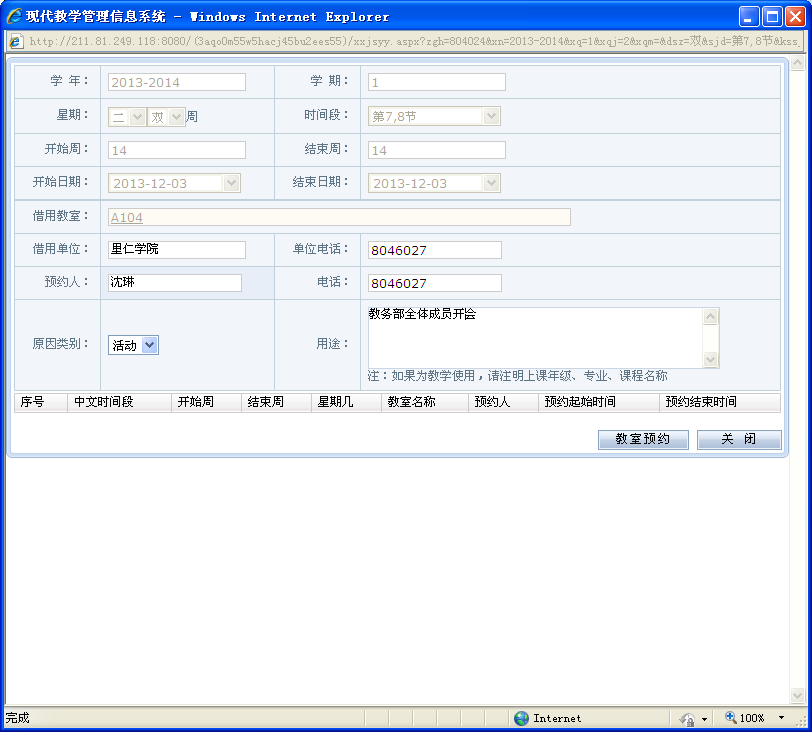 现代教学管理信息系统 - Windows Internet Explorer
http://211.81.249.118:8080/(3aqo0m55w5hacj45bu2ees55)/xxjsyy.aspx?zgh=804024&xn=2013-2014&xq=1&xqj=2&xqm=&dsz=双&sjd=第7,8节&kss
学 年： 2013-2014 学 期： 1
星期： 二 双 周 时间段： 第7,8节
开始周： 14 结束周： 14
开始日期： 2013-12-03 结束日期： 2013-12-03
借用教室： A104
借用单位： 里仁学院 单位电话： 8046027
预约人： 沈琳 电话： 8046027
原因类别： 活动 用途： 教务部全体成员开会
注：如果为教学使用，请注明上课年级、专业、课程名称
序号 中文时间段 开始周 结束周 星期几 教室名称 预约人 预约起始时间 预约结束时间
教室预约 关 闭
完成 Internet 100%